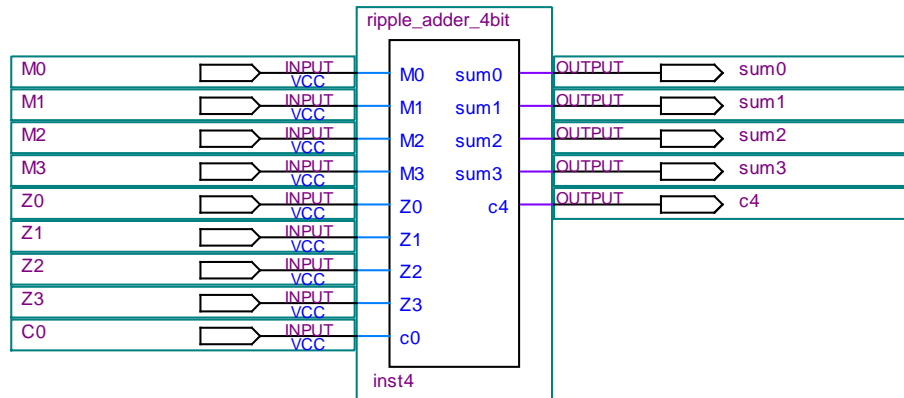 ripple_adder_4bit
M0 INPUT VCC M0 sum0 OUTPUT sum0
M1 INPUT VCC M1 sum1 OUTPUT sum1
M2 INPUT VCC M2 sum2 OUTPUT sum2
M3 INPUT VCC M3 sum3 OUTPUT sum3
Z0 INPUT VCC Z0 c4 OUTPUT c4
Z1 INPUT VCC Z1
Z2 INPUT VCC Z2
Z3 INPUT VCC Z3
C0 INPUT VCC c0
inst4